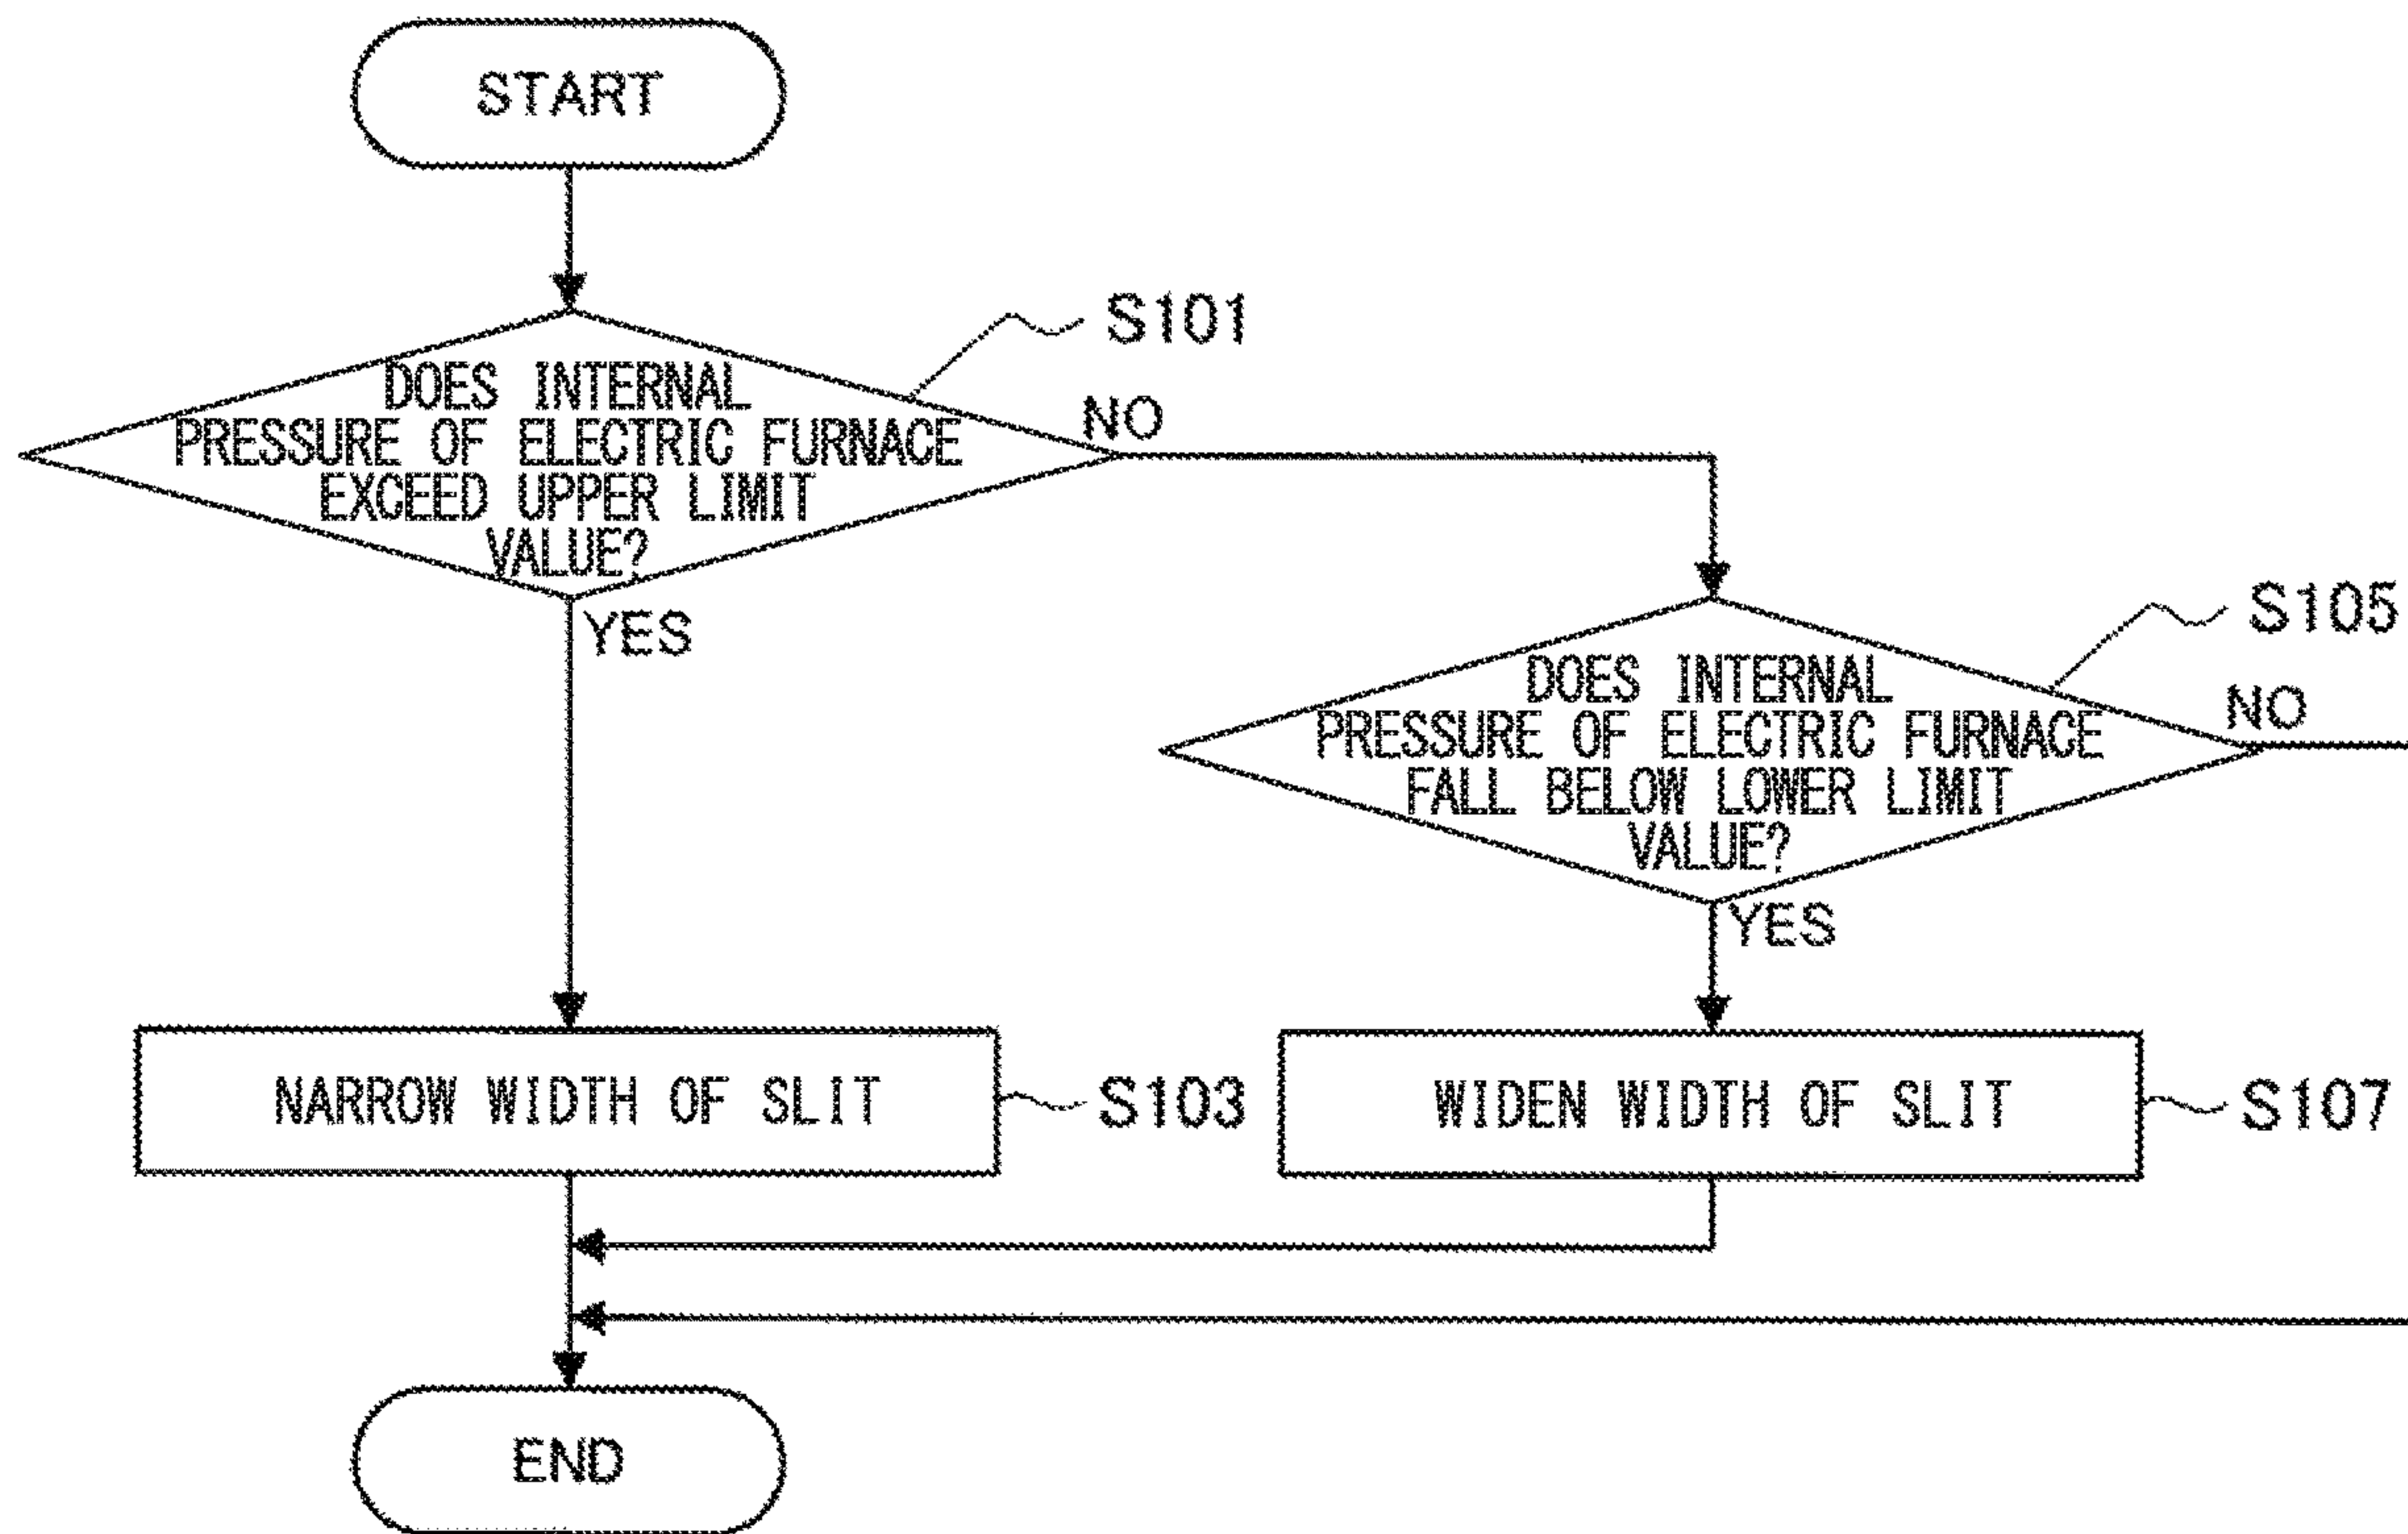 START
S101
DOES INTERNAL
PRESSURE OF ELECTRIC FURNACE
EXCEED UPPER LIMIT
VALUE?
NO
YES
S105
DOES INTERNAL
PRESSURE OF ELECTRIC FURNACE
FALL BELOW LOWER LIMIT
VALUE?
NO
YES
NARROW WIDTH OF SLIT
S103
WIDEN WIDTH OF SLIT
S107
END